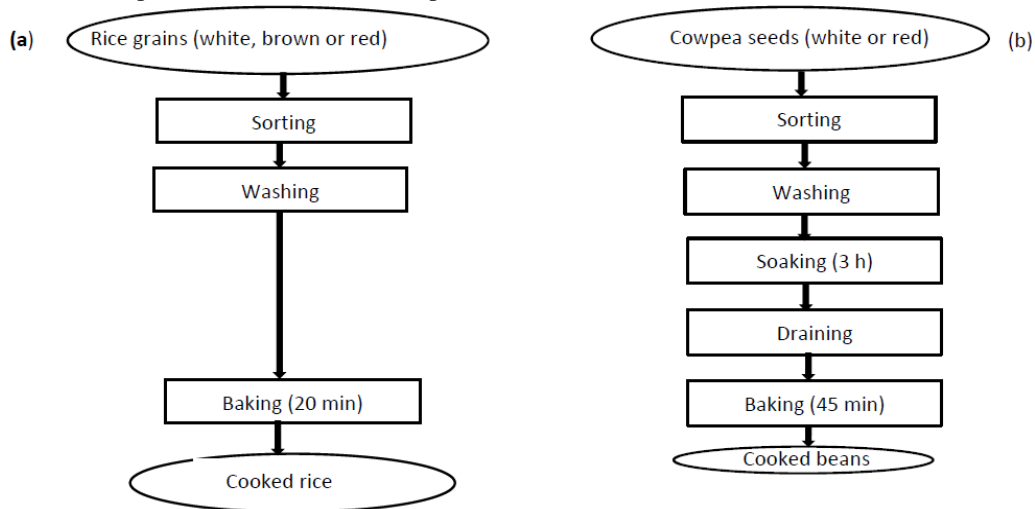 (a) Rice grains (white, brown or red)
Sorting
Washing
Baking (20 min)
Cooked rice
Cowpea seeds (white or red) (b)
Sorting
Washing
Soaking (3 h)
Draining
Baking (45 min)
Cooked beans